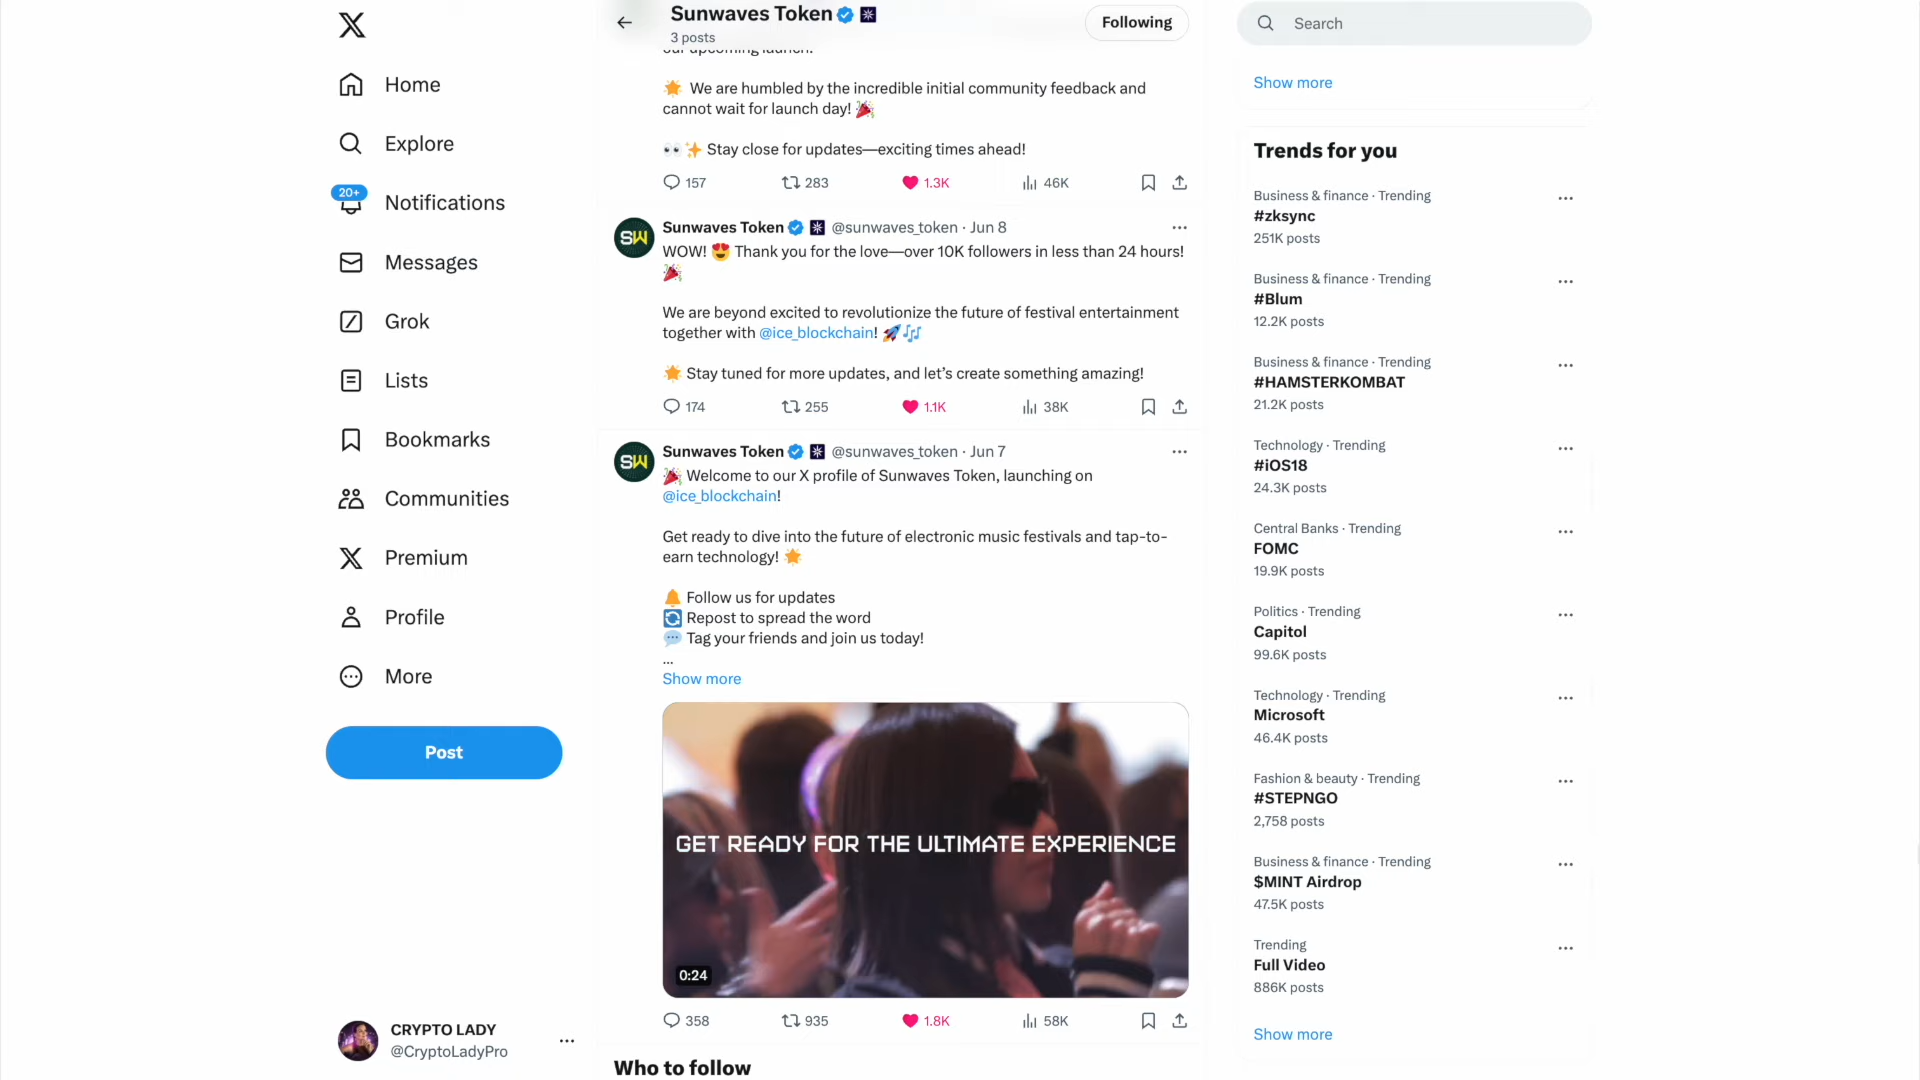 Home
Explore
20+
Notifications
Messages
Grok
Lists
Bookmarks
Communities
Premium
Profile
More
Post
CRYPTO LADY
@CryptoLadyPro
Sunwaves Token
3 posts
Following
our upcoming launch.
We are humbled by the incredible initial community feedback and
cannot wait for launch day!
Stay close for updates—exciting times ahead!
157 283 1.3K 46K
SW
Sunwaves Token @sunwaves_token · Jun 8
WOW! Thank you for the love—over 10K followers in less than 24 hours!
We are beyond excited to revolutionize the future of festival entertainment
together with @ice_blockchain!
Stay tuned for more updates, and let’s create something amazing!
174 255 1.1K 38K
SW
Sunwaves Token @sunwaves_token · Jun 7
Welcome to our X profile of Sunwaves Token, launching on
@ice_blockchain!
Get ready to dive into the future of electronic music festivals and tap-to-
earn technology!
Follow us for updates
Repost to spread the word
Tag your friends and join us today!
...
Show more
GET READY FOR THE ULTIMATE EXPERIENCE
0:24
358 935 1.8K 58K
Who to follow
Search
Show more
Trends for you
Business & finance · Trending
#zksync
251K posts
Business & finance · Trending
#Blum
12.2K posts
Business & finance · Trending
#HAMSTERKOMBAT
21.2K posts
Technology · Trending
#iOS18
24.3K posts
Central Banks · Trending
FOMC
19.9K posts
Politics · Trending
Capitol
99.6K posts
Technology · Trending
Microsoft
46.4K posts
Fashion & beauty · Trending
#STEPNGO
2,758 posts
Business & finance · Trending
$MINT Airdrop
47.5K posts
Trending
Full Video
886K posts
Show more